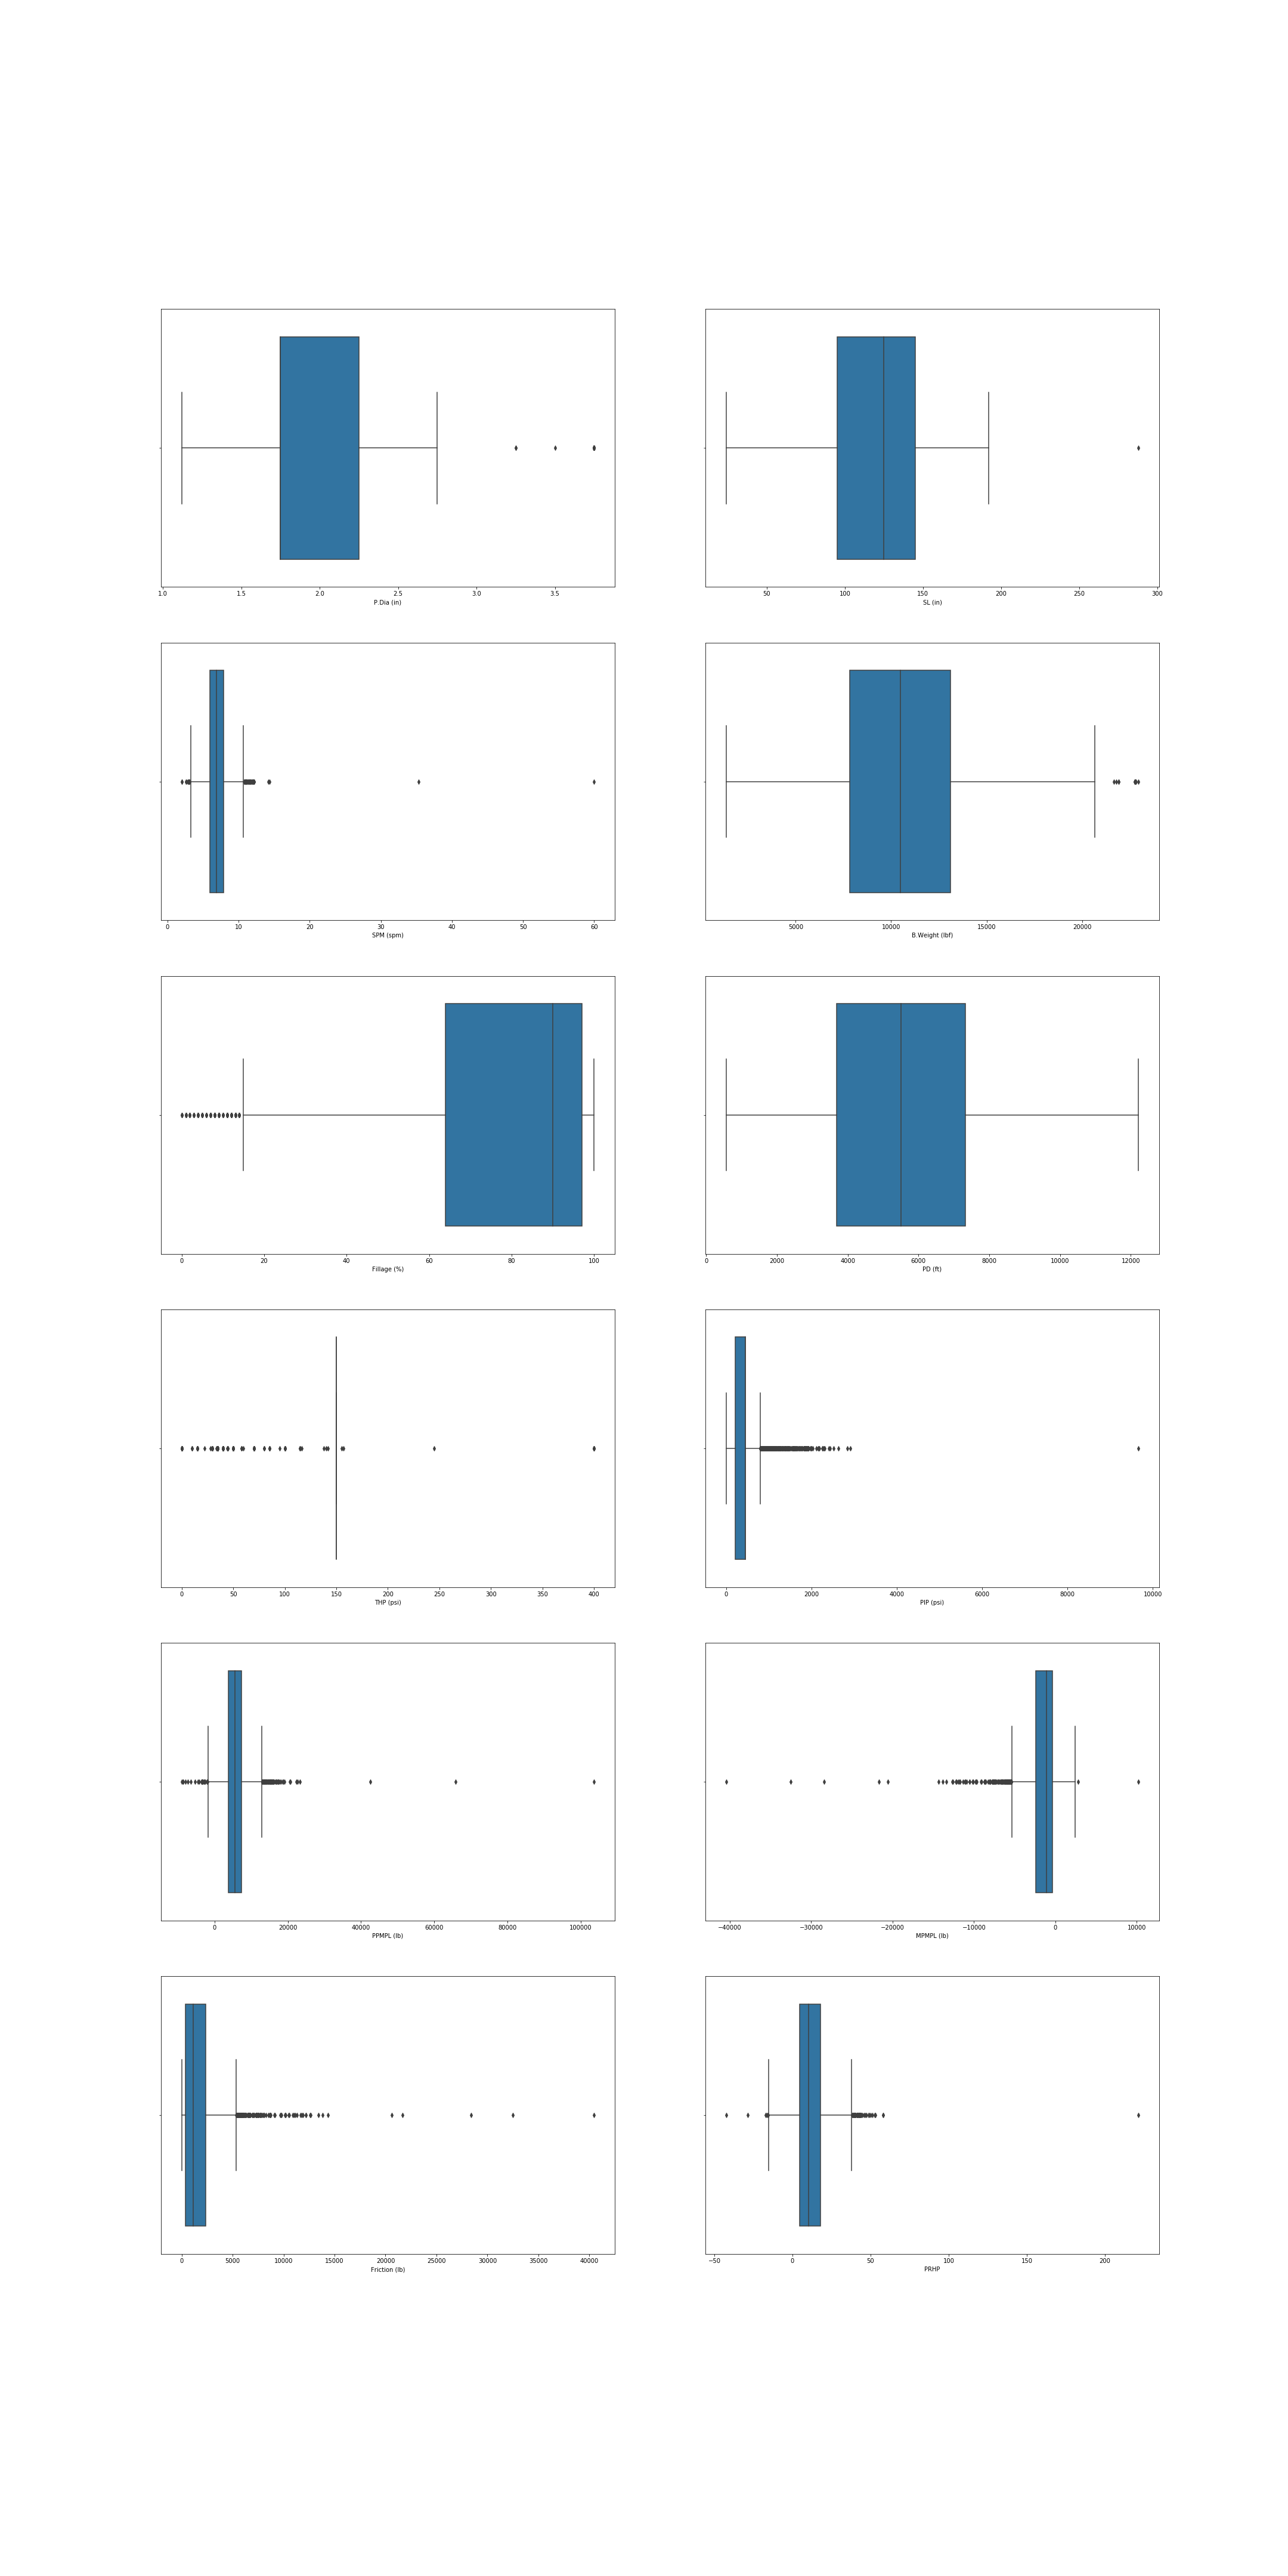 1.0 1.5 2.0 2.5 3.0 3.5
P.Dia (in)
50 100 150 200 250 300
SL (in)
0 10 20 30 40 50 60
SPM (spm)
5000 10000 15000 20000
B.Weight (lbf)
0 20 40 60 80 100
Fillage (%)
0 2000 4000 6000 8000 10000 12000
PD (ft)
0 50 100 150 200 250 300 350 400
THP (psi)
0 2000 4000 6000 8000 10000
PIP (psi)
0 20000 40000 60000 80000 100000
PPMPL (lb)
−40000 −30000 −20000 −10000 0 10000
MPMPL (lb)
0 5000 10000 15000 20000 25000 30000 35000 40000
Friction (lb)
−50 0 50 100 150 200
PRHP